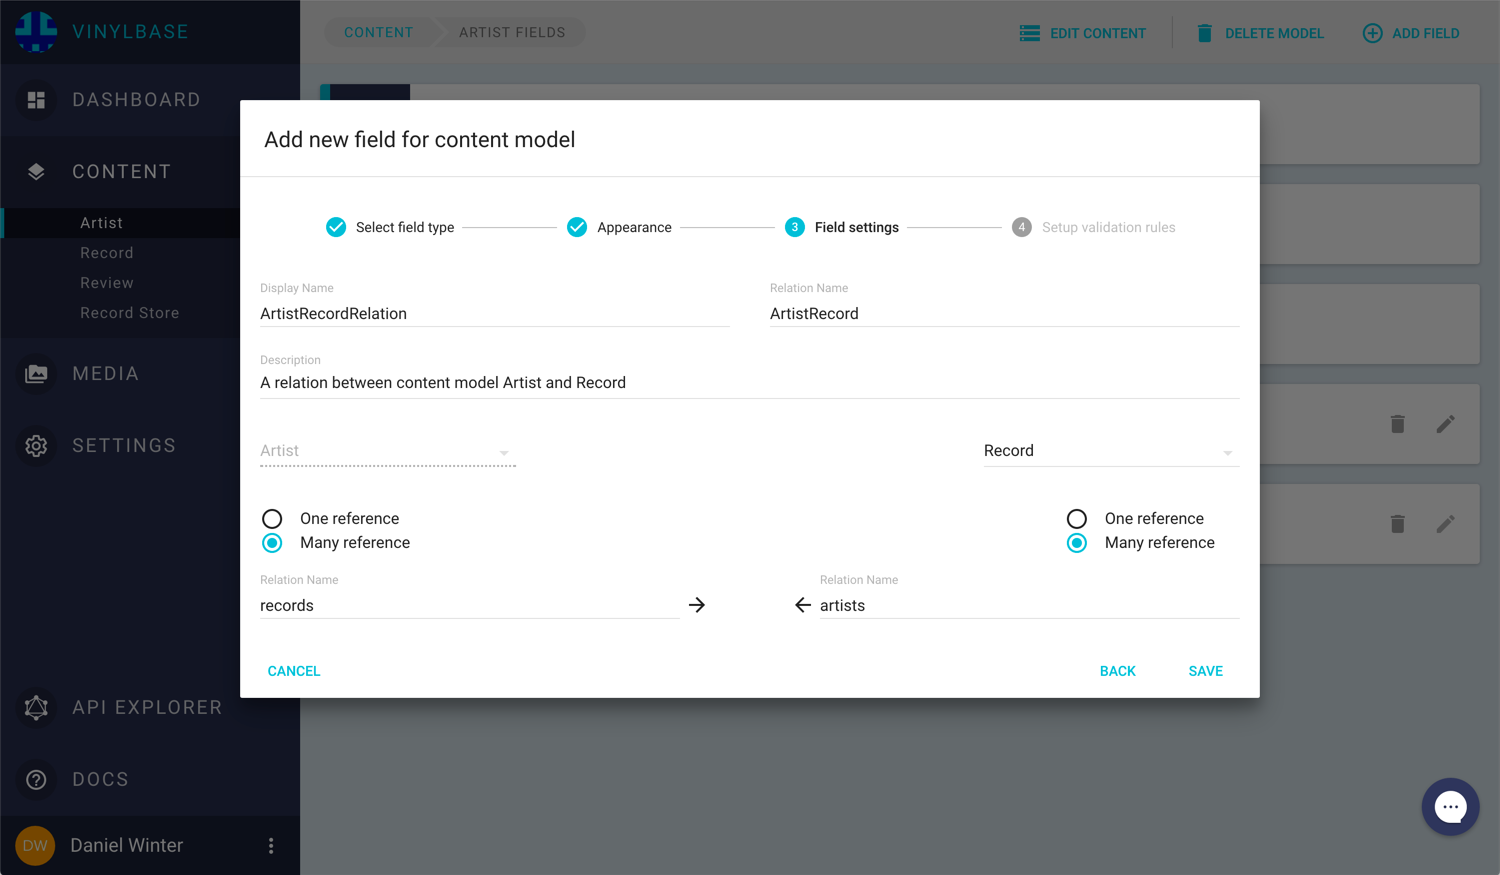 VINYLBASE
CONTENT ARTIST FIELDS EDIT CONTENT DELETE MODEL ADD FIELD
DASHBOARD
CONTENT
Artist
Record
Review
Record Store
MEDIA
SETTINGS
API EXPLORER
DOCS
DW Daniel Winter
Add new field for content model
Select field type Appearance 3 Field settings 4 Setup validation rules
Display Name Relation Name
ArtistRecordRelation ArtistRecord
Description
A relation between content model Artist and Record
Artist Record
One reference One reference
Many reference Many reference
Relation Name Relation Name
records artists
CANCEL BACK SAVE